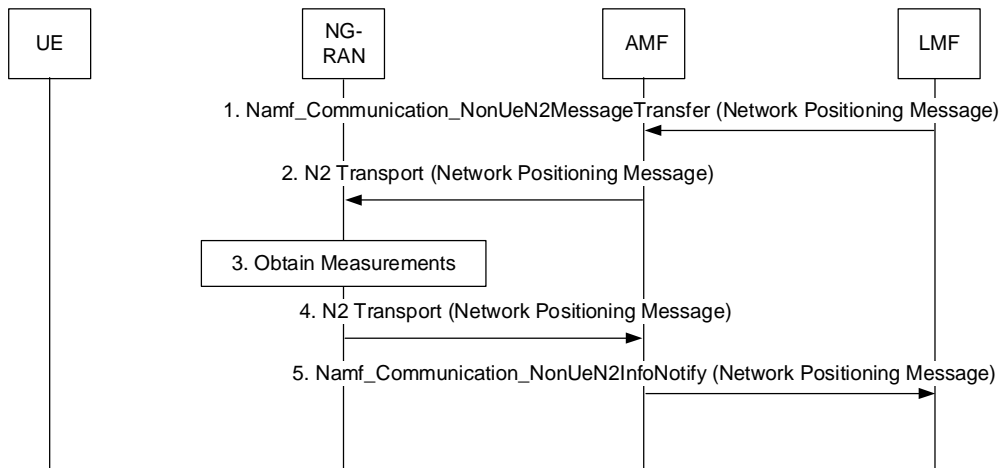 UE
NG-
RAN
AMF
LMF
1. Namf_Communication_NonUeN2MessageTransfer (Network Positioning Message)
2. N2 Transport (Network Positioning Message)
3. Obtain Measurements
4. N2 Transport (Network Positioning Message)
5. Namf_Communication_NonUeN2InfoNotify (Network Positioning Message)